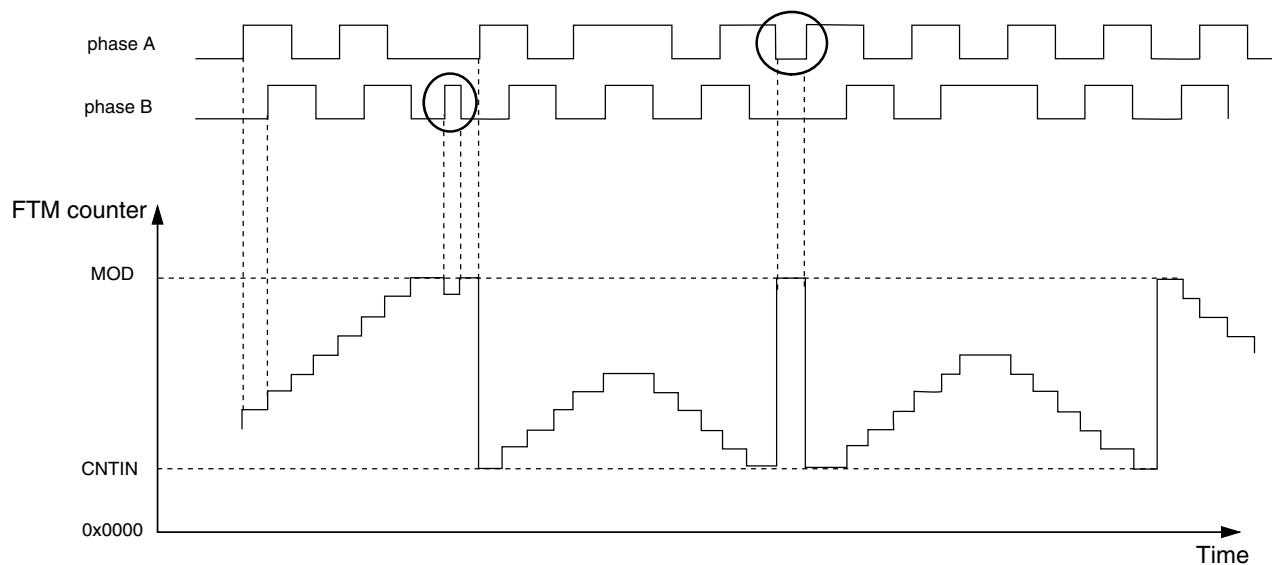 phase A
phase B
FTM counter
MOD
CNTIN
0x0000
Time